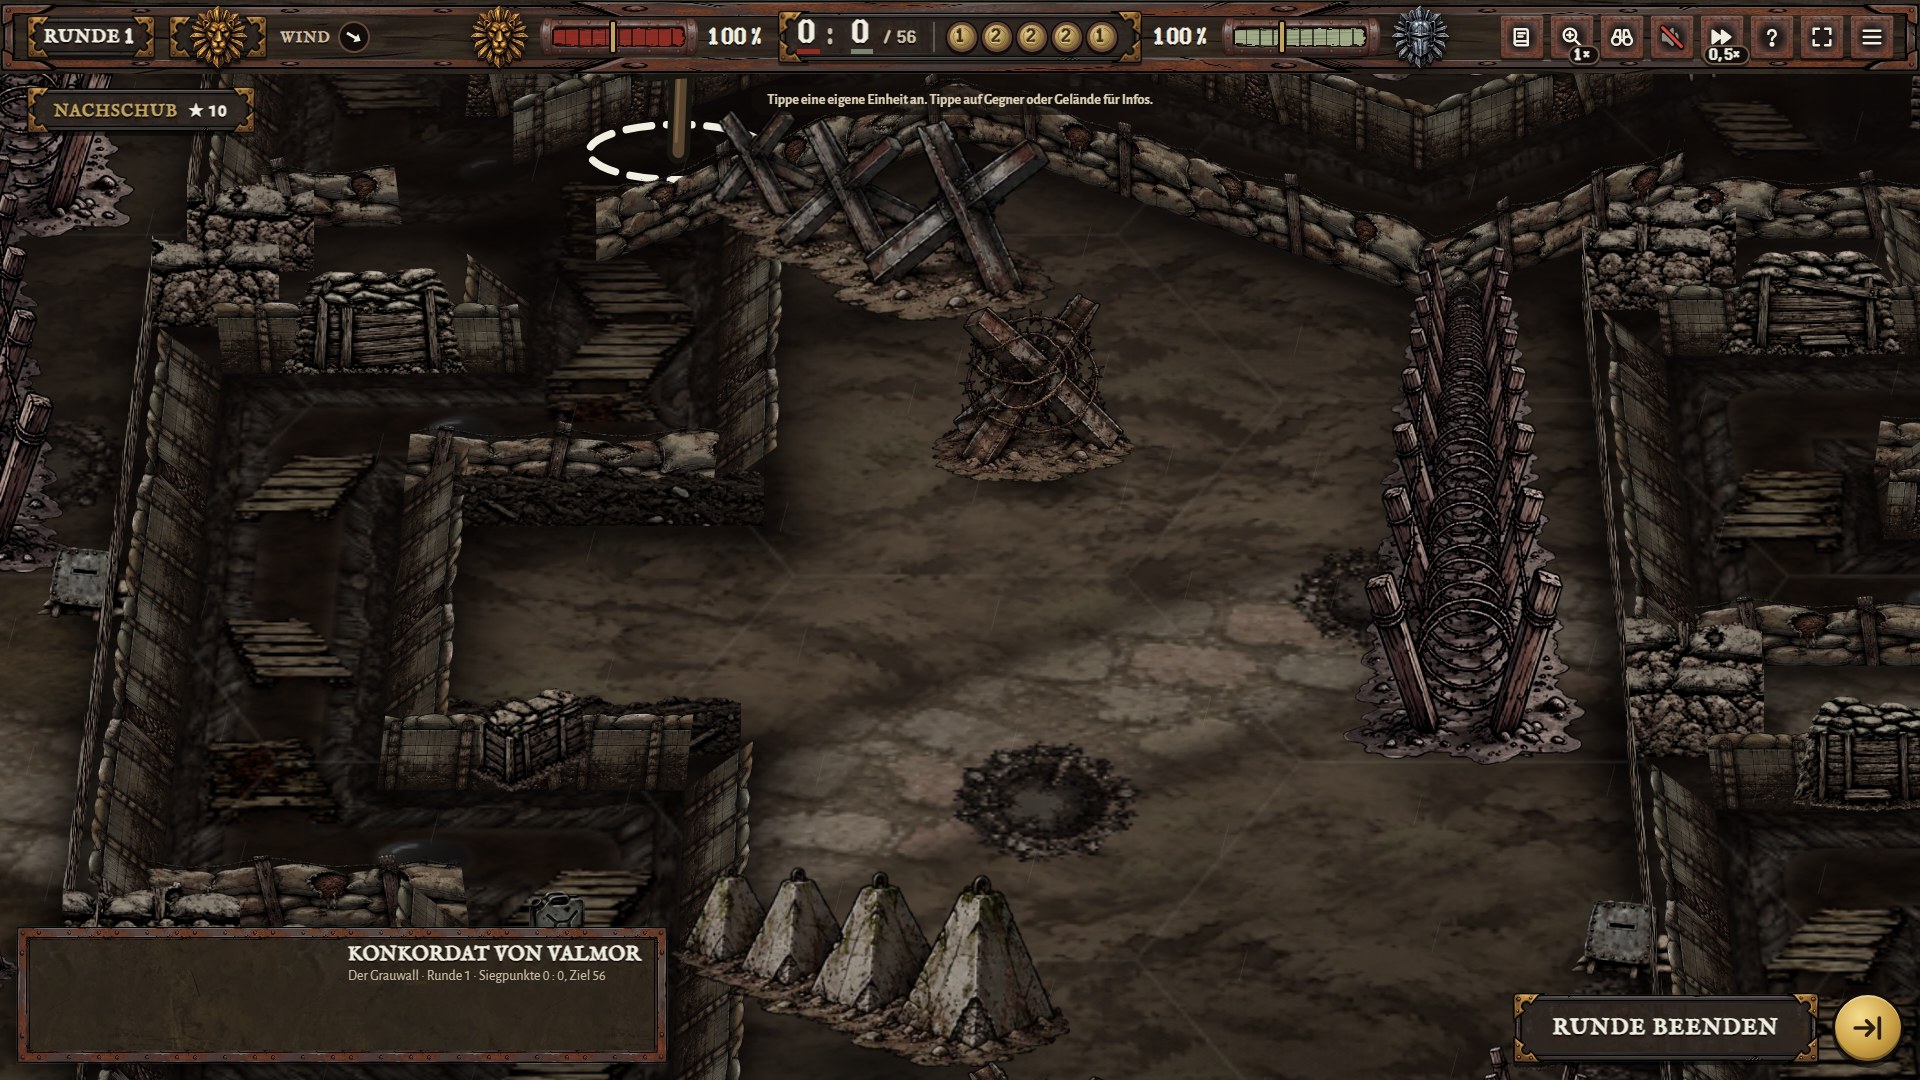 RUNDE 1
WIND
100%
0 : 0 / 56
1 2 2 2 1
100%
1×
0,5×
?
NACHSCHUB ★ 10
Tippe eine eigene Einheit an. Tippe auf Gegner oder Gelände für Infos.
KONKORDAT VON VALMOR
Der Grauwall · Runde 1 · Siegpunkte 0 : 0, Ziel 56
RUNDE BEENDEN